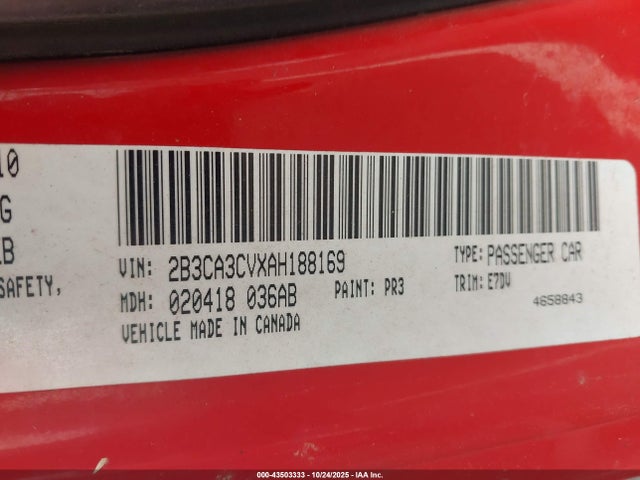 10
G
LB
SAFETY,
VIN: 2B3CA3CVXAH188169
TYPE: PASSENGER CAR
MDH: 020418 036AB
PAINT: PR3
TRIM: E7DV
4658843
VEHICLE MADE IN CANADA
000-43503333 - 10/24/2025 - IAA Inc.